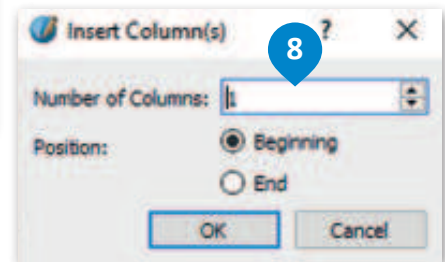 Insert Column(s) ? ×
8
Number of Columns: 1
Position: Beginning
End
OK Cancel